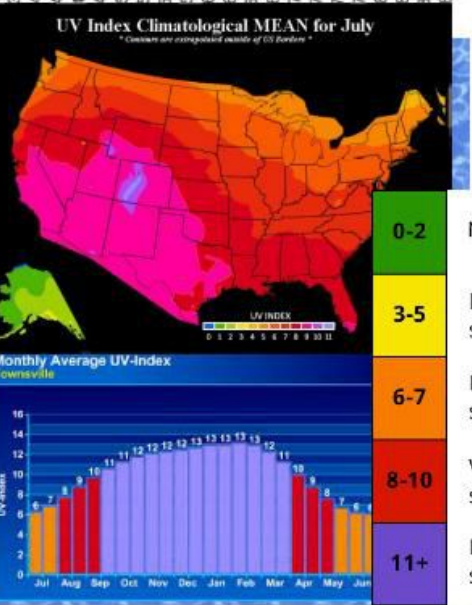 UV Index Climatological MEAN for July
* Contours are extrapolated outside of US Borders *
UV INDEX
0 1 2 3 4 5 6 7 8 9 10 11
Monthly Average UV-Index
Townsville
UV-Index
16
14
12
10
8
6
4
2
0
6 7 8 9 10 11 11 12 12 12 12 13 13 13 13 13 12 11 10 9 8 7 6 6
Jul Aug Sep Oct Nov Dec Jan Feb Mar Apr May Jun
0-2
3-5
6-7
8-10
11+